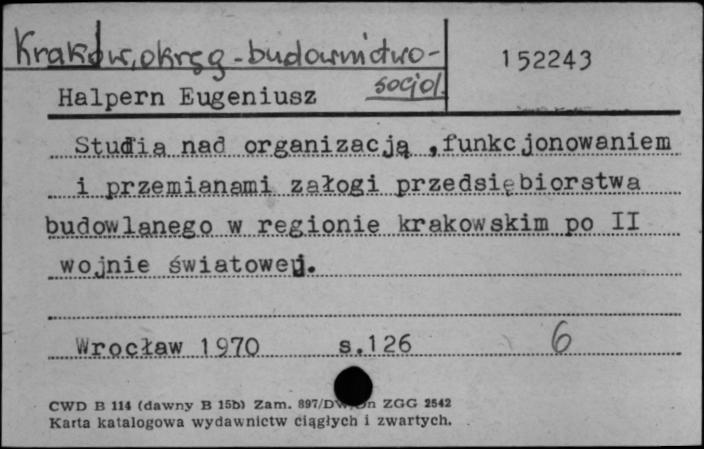 Kraków, okręg - budownictwo -
socjol.
152243
Halpern Eugeniusz
Studia nad organizacją ,funkcjonowaniem
i przemianami załogi przedsiębiorstwa
budowlanego w regionie krakowskim po II
wojnie światowej.
Wrocław 1970 s.126 6
CWD B 114 (dawny B 15b) Zam. 897/ ZGG 2542
Karta katalogowa wydawnictw ciągłych i zwartych.